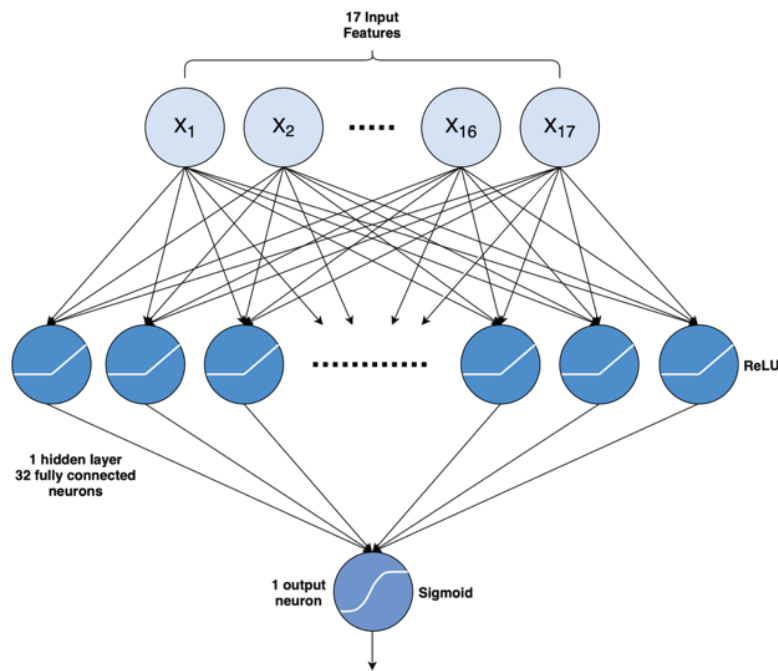 17 Input
Features
X1
X2
X16
X17
ReLU
1 hidden layer
32 fully connected
neurons
1 output
neuron
Sigmoid